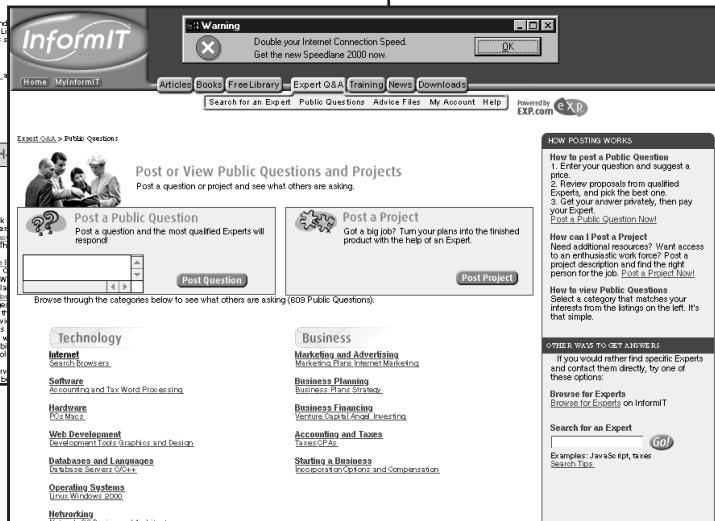 InformIT
Warning
Double your Internet Connection Speed.
Get the new Speedlane 2000 now.
OK
Home MyInformIT
Articles Books Free Library Expert Q&A Training News Downloads
Search for an Expert Public Questions Advice Files My Account Help
Powered by
EXP.com
exp
Expert Q&A > Public Questions
Post or View Public Questions and Projects
Post a question or project and see what others are asking.
Post a Public Question
Post a question and the most qualified Experts will
respond!
Post Question
Post a Project
Got a big job? Turn your plans into the finished
product with the help of an Expert.
Post Project
Browse through the categories below to see what others are asking (609 Public Questions).
Technology
Internet
Search Browsers
Software
Accounting and Tax Word Processing
Hardware
PCs Macs
Web Development
Development Tools Graphics and Design
Databases and Languages
Database Servers C/C++
Operating Systems
Linux Windows 2000
Networking
Business
Marketing and Advertising
Marketing Plans Internet Marketing
Business Planning
Business Plans Strategy
Business Financing
Venture Capital Angel Investing
Accounting and Taxes
Taxes CPAs
Starting a Business
Incorporation Options and Compensation
HOW POSTING WORKS
How to post a Public Question
1. Enter your question and suggest a
price.
2. Review proposals from qualified
Experts, and pick the best one.
3. Get your answer privately, then pay
your Expert.
Post a Public Question Now!
How can I Post a Project
Need additional resources? Want access
to an enthusiastic work force? Post a
project description and find the right
person for the job. Post a Project Now!
How to view Public Questions
Select a category that matches your
interests from the listings on the left. It's
that simple.
OTHER WAYS TO GET ANSWERS
If you would rather find specific Experts
and contact them directly, try one of
these options:
Browse for Experts
Browse for Experts on InformIT
Search for an Expert
Go!
Examples: JavaScript, taxes
Search Tips